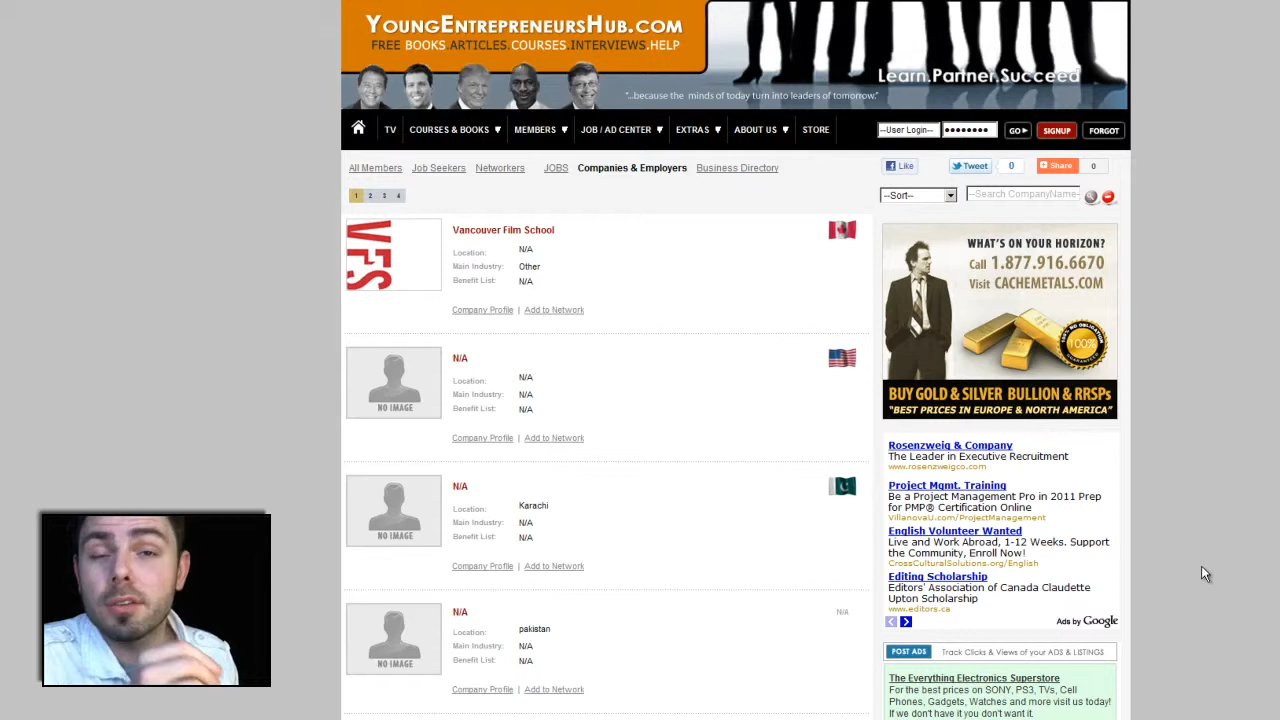 YOUNGENTREPRENEURSHUB.COM
FREE BOOKS.ARTICLES.COURSES.INTERVIEWS.HELP
Learn.Partner.Succeed
"...because the minds of today turn into leaders of tomorrow."
TV COURSES & BOOKS MEMBERS JOB / AD CENTER EXTRAS ABOUT US STORE --User Login-- GO SIGNUP FORGOT
All Members Job Seekers Networkers JOBS Companies & Employers Business Directory Like Tweet 0 Share 0
1 2 3 4 --Sort-- --Search CompanyName-
Vancouver Film School
VFS
Location: N/A
Main Industry: Other
Benefit List: N/A
Company Profile | Add to Network
N/A
NO IMAGE
Location: N/A
Main Industry: N/A
Benefit List: N/A
Company Profile | Add to Network
N/A
NO IMAGE
Location: Karachi
Main Industry: N/A
Benefit List: N/A
Company Profile | Add to Network
N/A
N/A
NO IMAGE
Location: pakistan
Main Industry: N/A
Benefit List: N/A
Company Profile | Add to Network
WHAT'S ON YOUR HORIZON?
Call 1.877.916.6670
Visit CACHEMETALS.COM
100%
BUY GOLD & SILVER BULLION & RRSPs
"BEST PRICES IN EUROPE & NORTH AMERICA"
Rosenzweig & Company
The Leader in Executive Recruitment
www.rosenzweigco.com
Project Mgmt. Training
Be a Project Management Pro in 2011 Prep
for PMP® Certification Online
VillanovaU.com/ProjectManagement
English Volunteer Wanted
Live and Work Abroad, 1-12 Weeks. Support
the Community, Enroll Now!
CrossCulturalSolutions.org/English
Editing Scholarship
Editors' Association of Canada Claudette
Upton Scholarship
www.editors.ca
Ads by Google
POST ADS Track Clicks & Views of your ADS & LISTINGS
The Everything Electronics Superstore
For the best prices on SONY, PS3, TVs, Cell
Phones, Gadgets, Watches and more visit us today!
If we don't have it you don't want it.